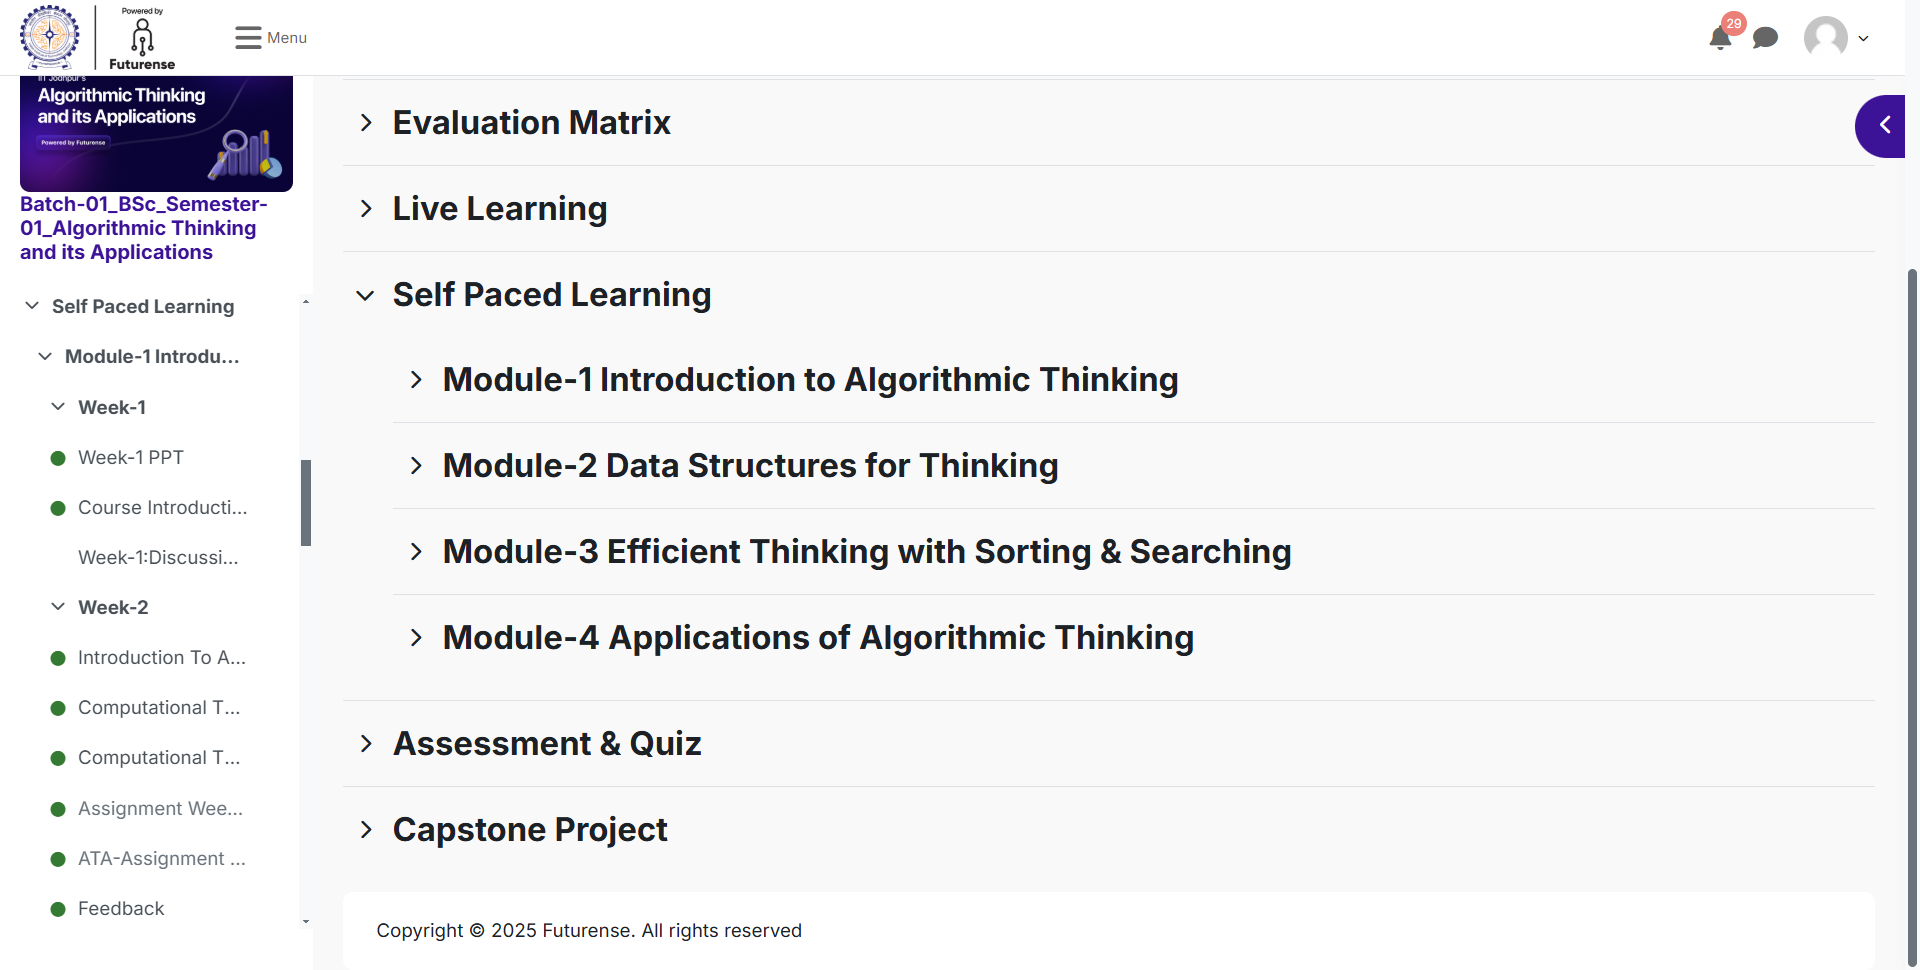 Powered by
Futurense
Menu
29
IIT Jodhpur's
Algorithmic Thinking
and its Applications
Powered by Futurense
Batch-01_BSc_Semester-
01_Algorithmic Thinking
and its Applications
Self Paced Learning
Module-1 Introdu...
Week-1
Week-1 PPT
Course Introducti...
Week-1:Discussi...
Week-2
Introduction To A...
Computational T...
Computational T...
Assignment Wee...
ATA-Assignment ...
Feedback
Evaluation Matrix
Live Learning
Self Paced Learning
Module-1 Introduction to Algorithmic Thinking
Module-2 Data Structures for Thinking
Module-3 Efficient Thinking with Sorting & Searching
Module-4 Applications of Algorithmic Thinking
Assessment & Quiz
Capstone Project
Copyright © 2025 Futurense. All rights reserved